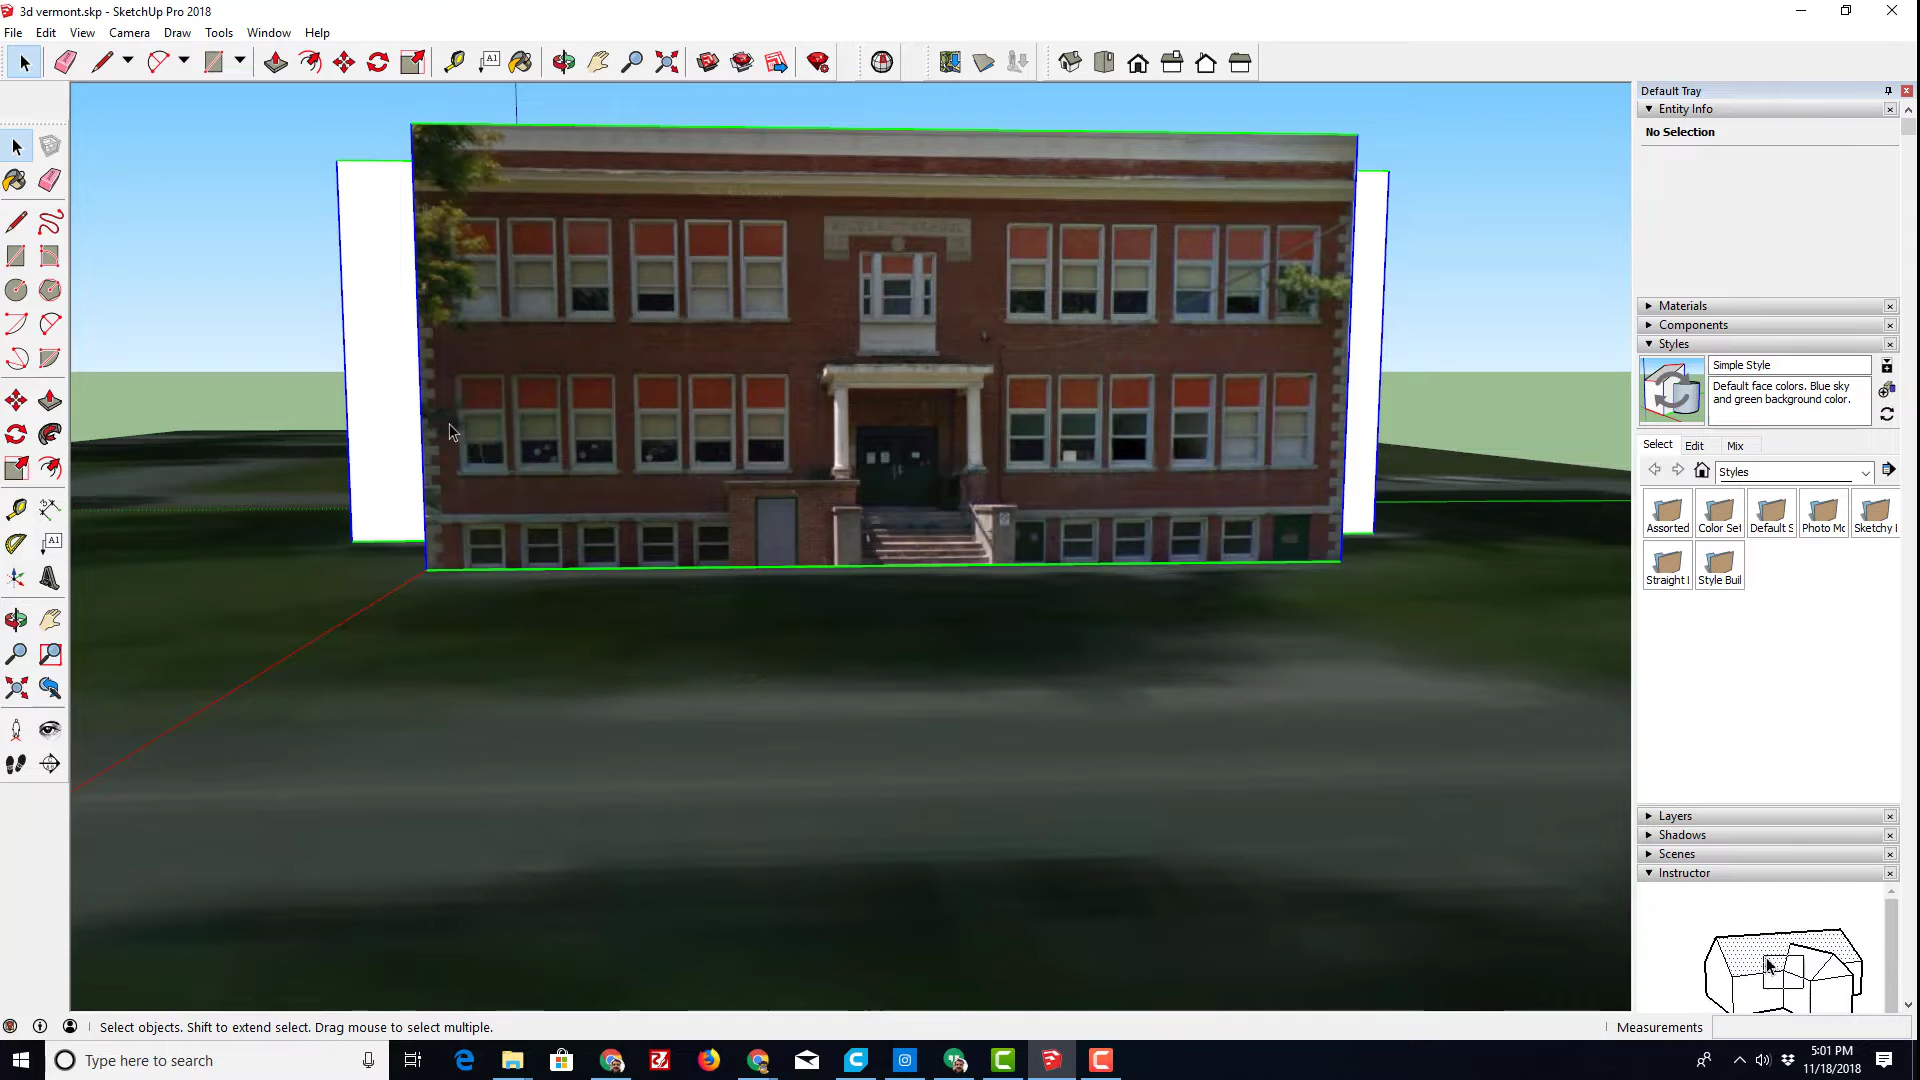 3d vermont.skp - SketchUp Pro 2018
File Edit View Camera Draw Tools Window Help
A1
Default Tray
Entity Info
No Selection
Materials
Components
Styles
Simple Style
Default face colors. Blue sky
and green background color.
Select Edit Mix
Styles
Assorted Color Set Default S Photo Mo Sketchy I
Straight l Style Buil
A1
Layers
Shadows
Scenes
Instructor
Select objects. Shift to extend select. Drag mouse to select multiple.
Measurements
Type here to search
5:01 PM
11/18/2018